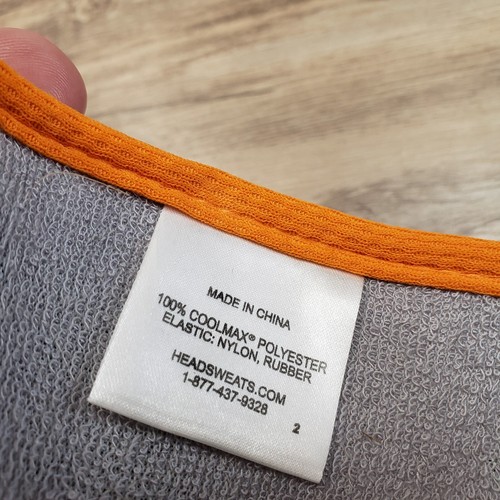 MADE IN CHINA
100% COOLMAX® POLYESTER
ELASTIC: NYLON, RUBBER
HEADSWEATS.COM
1-877-437-9328
2